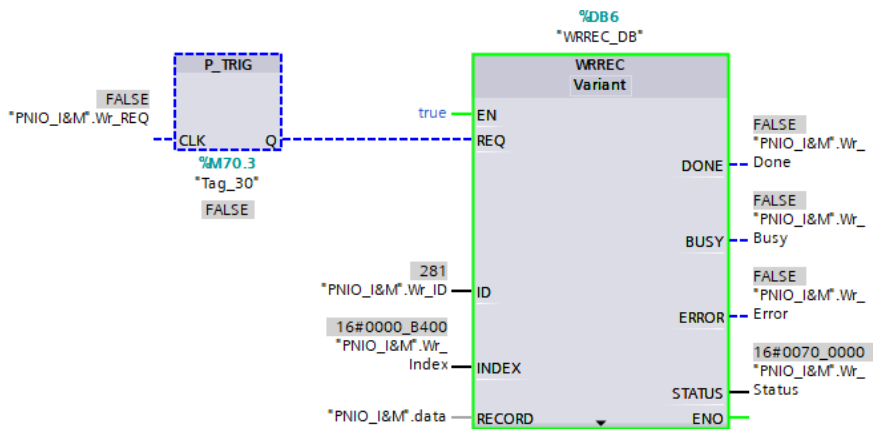 %DB6
"WRREC_DB"
P_TRIG
WRREC
Variant
FALSE
"PNIO_I&M".Wr_REQ
true
EN
CLK
Q
REQ
%M70.3
"Tag_30"
FALSE
FALSE
"PNIO_I&M".Wr_
Done
DONE
FALSE
"PNIO_I&M".Wr_
Busy
BUSY
281
"PNIO_I&M".Wr_ID
ID
FALSE
"PNIO_I&M".Wr_
Error
ERROR
16#0000_B400
"PNIO_I&M".Wr_
Index
INDEX
16#0070_0000
"PNIO_I&M".Wr_
Status
STATUS
"PNIO_I&M".data
RECORD
ENO